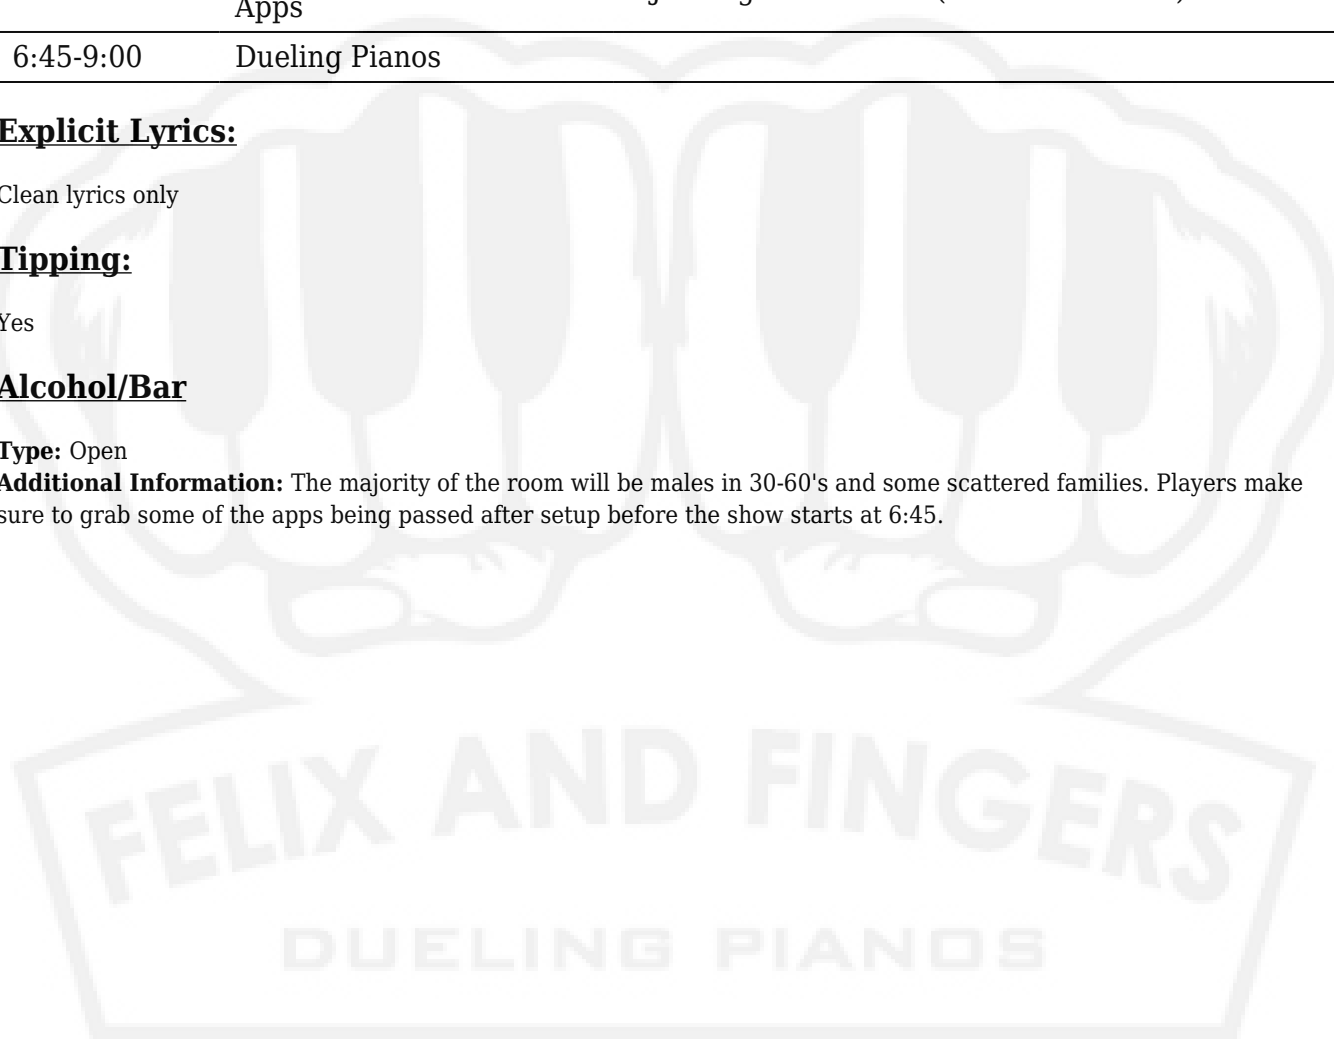 Apps
6:45-9:00 Dueling Pianos
Explicit Lyrics:
Clean lyrics only
Tipping:
Yes
Alcohol/Bar
Type: Open
Additional Information: The majority of the room will be males in 30-60's and some scattered families. Players make
sure to grab some of the apps being passed after setup before the show starts at 6:45.
FELIX AND FINGERS
DUELING PIANOS